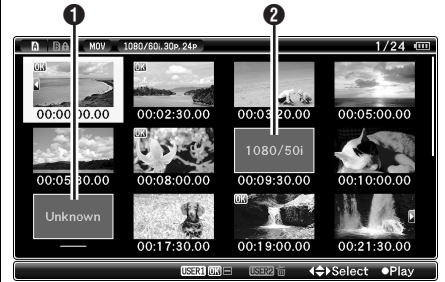 1 2
A B MOV 1080/60i.30P. 24P 1/24
OK
00:00:00.00 00:02:30.00 00:03:20.00 00:05:00.00
OK 1080/50i
00:05:30.00 00:08:00.00 00:09:30.00 00:10:00.00
Unknown OK
00:17:30.00 00:19:00.00 00:21:30.00
USER1 OK USER2 Select Play